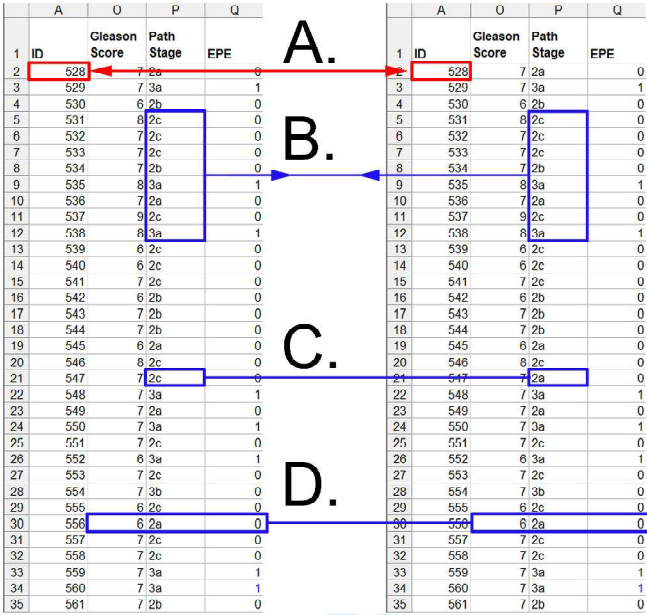 A O P Q
Gleason Path
1 ID Score Stage EPE
2 528 7 2a 0
3 529 7 3a 1
4 530 6 2b 0
5 531 8 2c 0
6 532 7 2c 0
7 533 7 2c 0
8 534 7 2b 0
9 535 8 3a 1
10 536 7 2a 0
11 537 9 2c 0
12 538 8 3a 1
13 539 6 2c 0
14 540 6 2c 0
15 541 7 2c 0
16 542 6 2b 0
17 543 7 2b 0
18 544 7 2b 0
19 545 6 2a 0
20 546 8 2c 0
21 547 7 2c 0
22 548 7 3a 1
23 549 7 2a 0
24 550 7 3a 1
25 551 7 2c 0
26 552 6 3a 1
27 553 7 2c 0
28 554 7 3b 0
29 555 6 2c 0
30 556 6 2a 0
31 557 7 2c 0
32 558 7 2c 0
33 559 7 3a 1
34 560 7 3a 1
35 561 7 2b 0
A.
B.
C.
D.
A O P Q
Gleason Path
1 ID Score Stage EPE
2 528 7 2a 0
3 529 7 3a 1
4 530 6 2b 0
5 531 8 2c 0
6 532 7 2c 0
7 533 7 2c 0
8 534 7 2b 0
9 535 8 3a 1
10 536 7 2a 0
11 537 9 2c 0
12 538 8 3a 1
13 539 6 2c 0
14 540 6 2c 0
15 541 7 2c 0
16 542 6 2b 0
17 543 7 2b 0
18 544 7 2b 0
19 545 6 2a 0
20 546 8 2c 0
21 547 7 2a 0
22 548 7 3a 1
23 549 7 2a 0
24 550 7 3a 1
25 551 7 2c 0
26 552 6 3a 1
27 553 7 2c 0
28 554 7 3b 0
29 555 6 2c 0
30 556 6 2a 0
31 557 7 2c 0
32 558 7 2c 0
33 559 7 3a 1
34 560 7 3a 1
35 561 7 2b 0